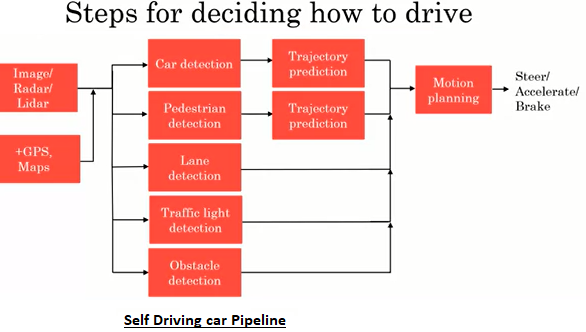 Steps for deciding how to drive
Image/
Radar/
Lidar
+GPS,
Maps
Car detection
Trajectory
prediction
Pedestrian
detection
Trajectory
prediction
Lane
detection
Traffic light
detection
Obstacle
detection
Motion
planning
Steer/
Accelerate/
Brake
Self Driving car Pipeline